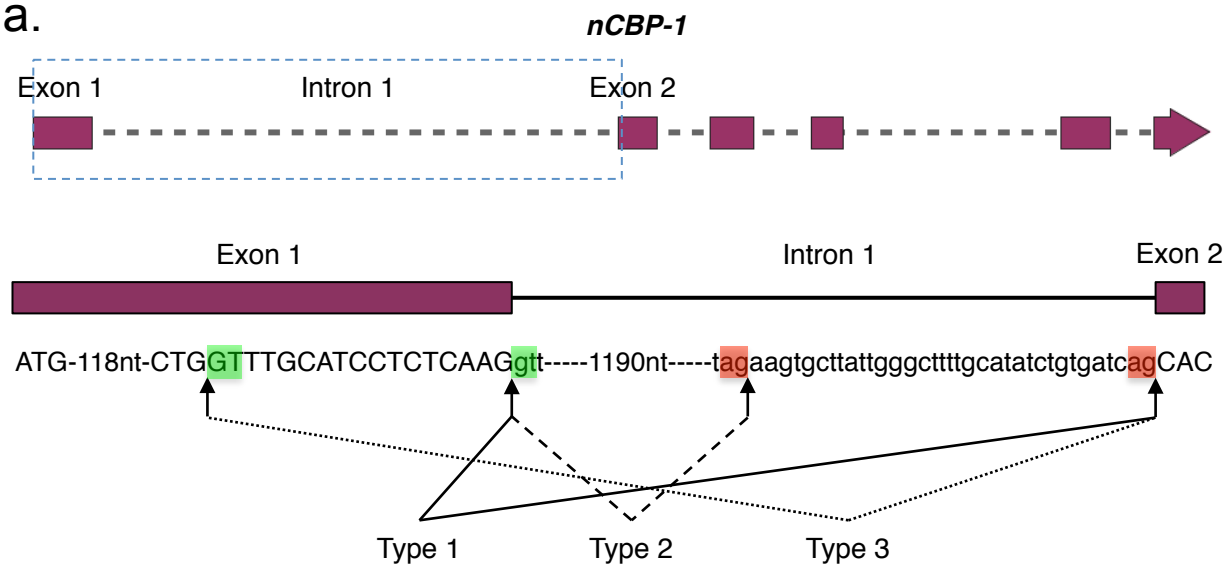 a.
nCBP-1
Exon 1 Intron 1 Exon 2
Exon 1 Intron 1 Exon 2
ATG-118nt-CTGGTTTGCATCCTCTCAAGgtt-----1190nt-----tagaagtgcttattgggcttttgcatatctgtgatcagCAC
Type 1 Type 2 Type 3